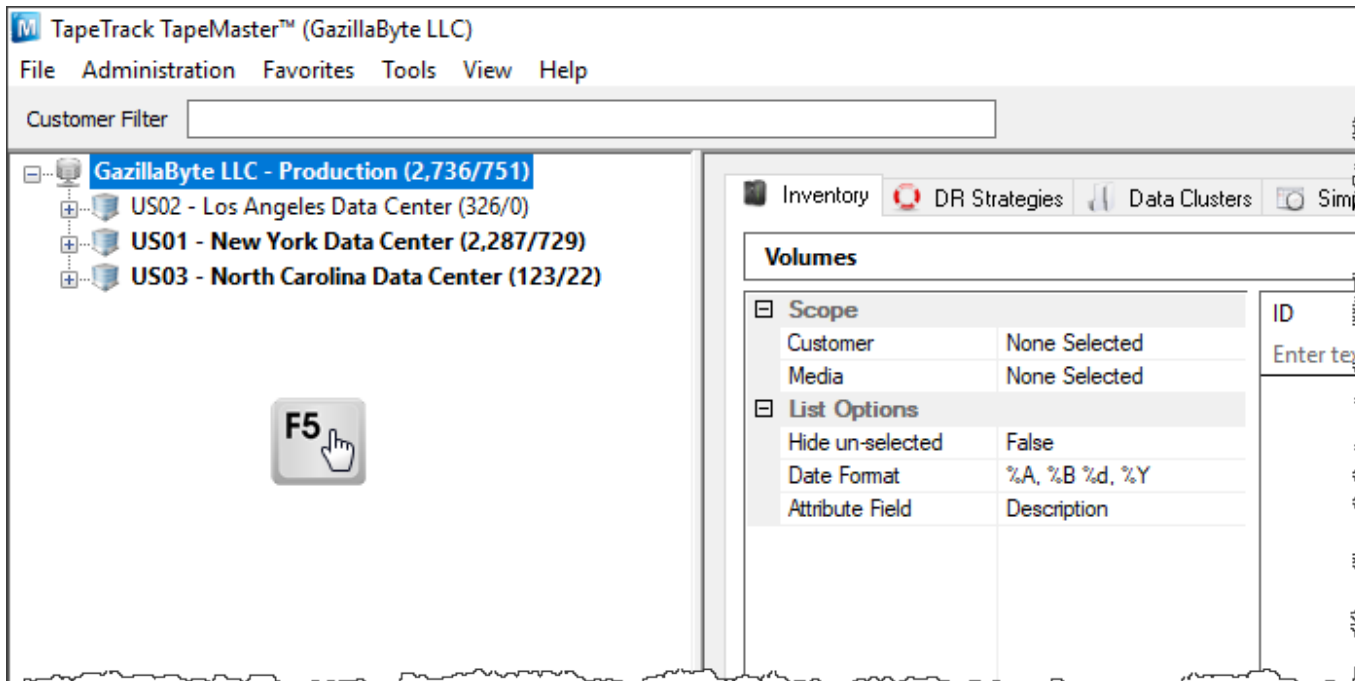 TapeTrack TapeMaster™ (GazillaByte LLC)
File Administration Favorites Tools View Help
Customer Filter
GazillaByte LLC - Production (2,736/751)
US02 - Los Angeles Data Center (326/0)
US01 - New York Data Center (2,287/729)
US03 - North Carolina Data Center (123/22)
F5
Inventory DR Strategies Data Clusters
Volumes
Scope
Customer None Selected
Media None Selected
List Options
Hide un-selected False
Date Format %A, %B %d, %Y
Attribute Field Description
ID
Enter